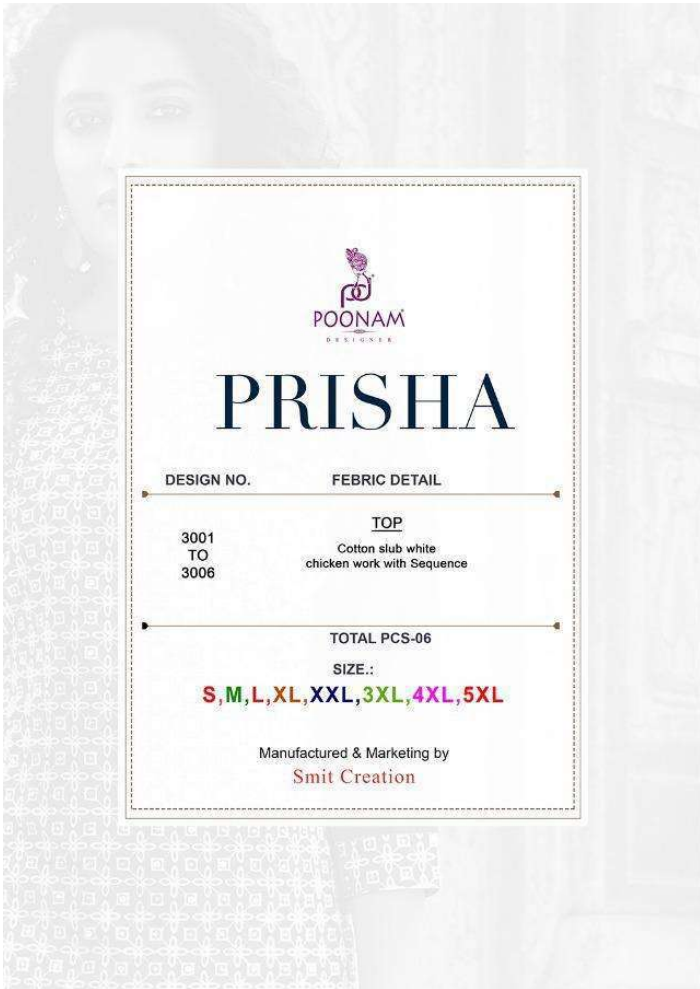 pd
POONAM
DESIGNER
PRISHA
DESIGN NO. FEBRIC DETAIL
3001
TO
3006
TOP
Cotton slub white
chicken work with Sequence
TOTAL PCS-06
SIZE.:
S,M,L,XL,XXL,3XL,4XL,5XL
Manufactured & Marketing by
Smit Creation